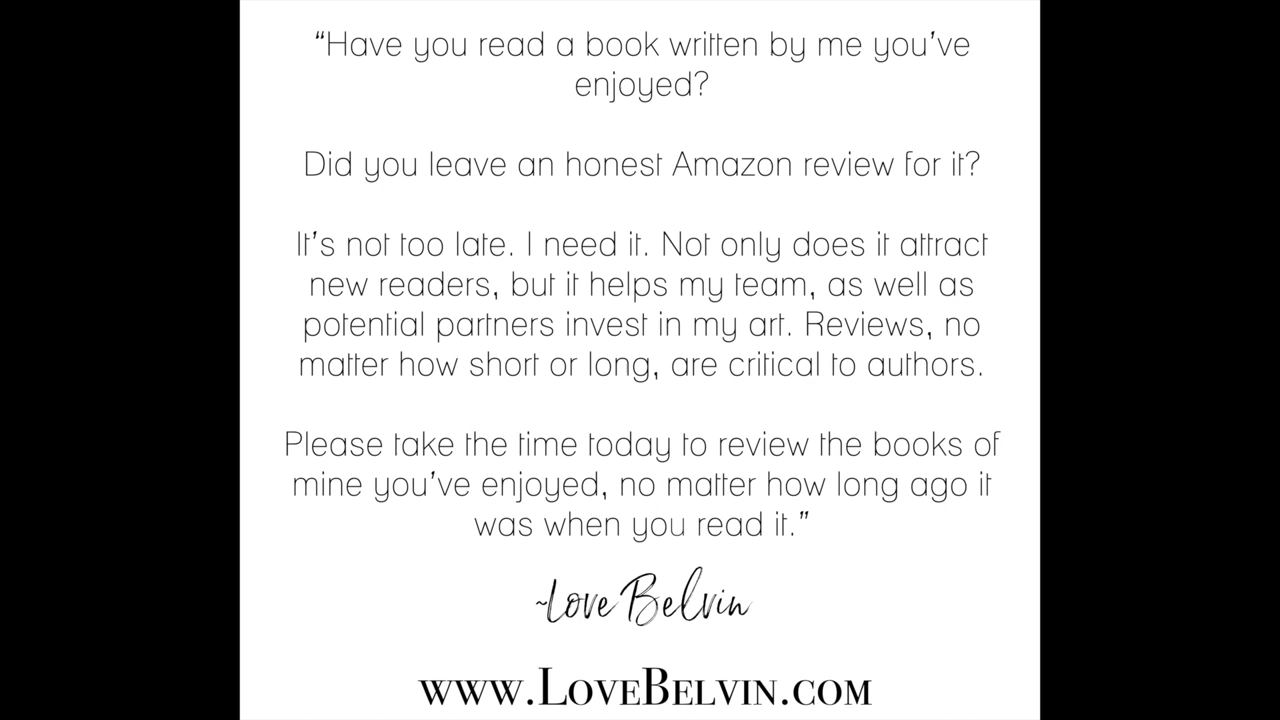 “Have you read a book written by me you’ve
enjoyed?
Did you leave an honest Amazon review for it?
It’s not too late. I need it. Not only does it attract
new readers, but it helps my team, as well as
potential partners invest in my art. Reviews, no
matter how short or long, are critical to authors.
Please take the time today to review the books of
mine you’ve enjoyed, no matter how long ago it
was when you read it.”
~Love Belvin
www.LoveBelvin.com